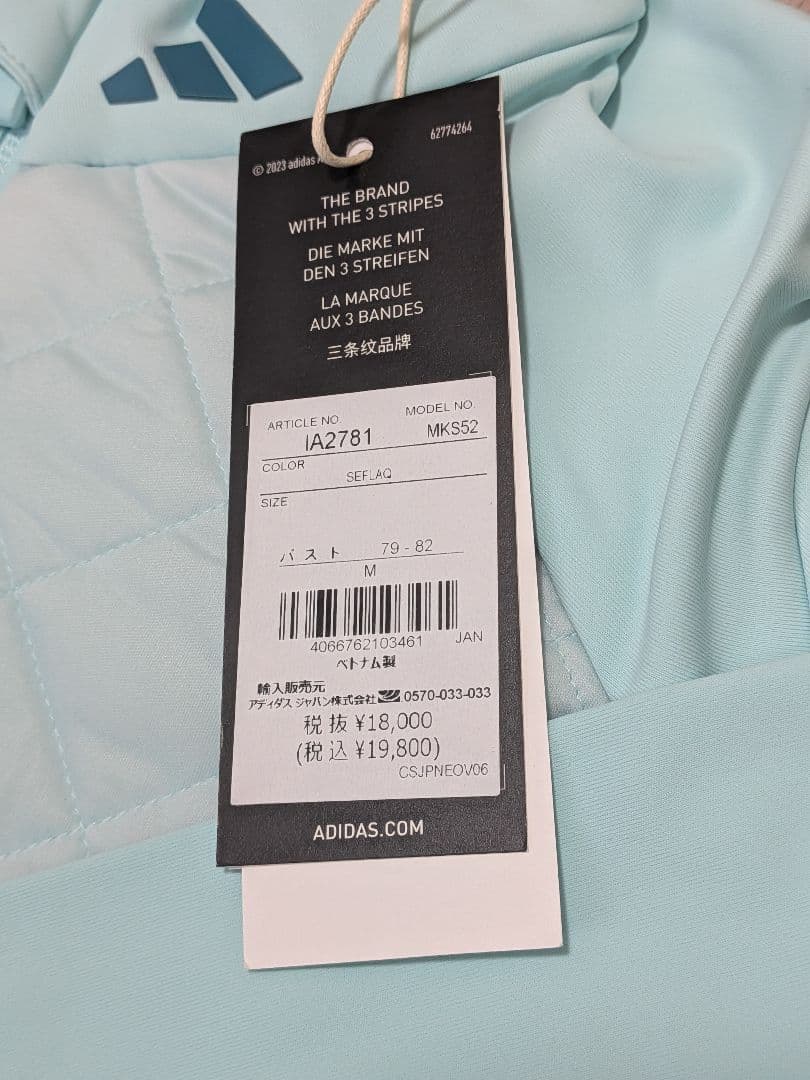 62774264
© 2023 adidas
THE BRAND
WITH THE 3 STRIPES
DIE MARKE MIT
DEN 3 STREIFEN
LA MARQUE
AUX 3 BANDES
三条纹品牌
ARTICLE NO. MODEL NO.
IA2781 MKS52
COLOR
SEFLAQ
SIZE
バスト 79 - 82
M
4066762103461 JAN
ベトナム製
輸入販売元
アディダス ジャパン株式会社 0570-033-033
税抜 ¥18,000
(税込 ¥19,800)
CSJPNEOV06
ADIDAS.COM